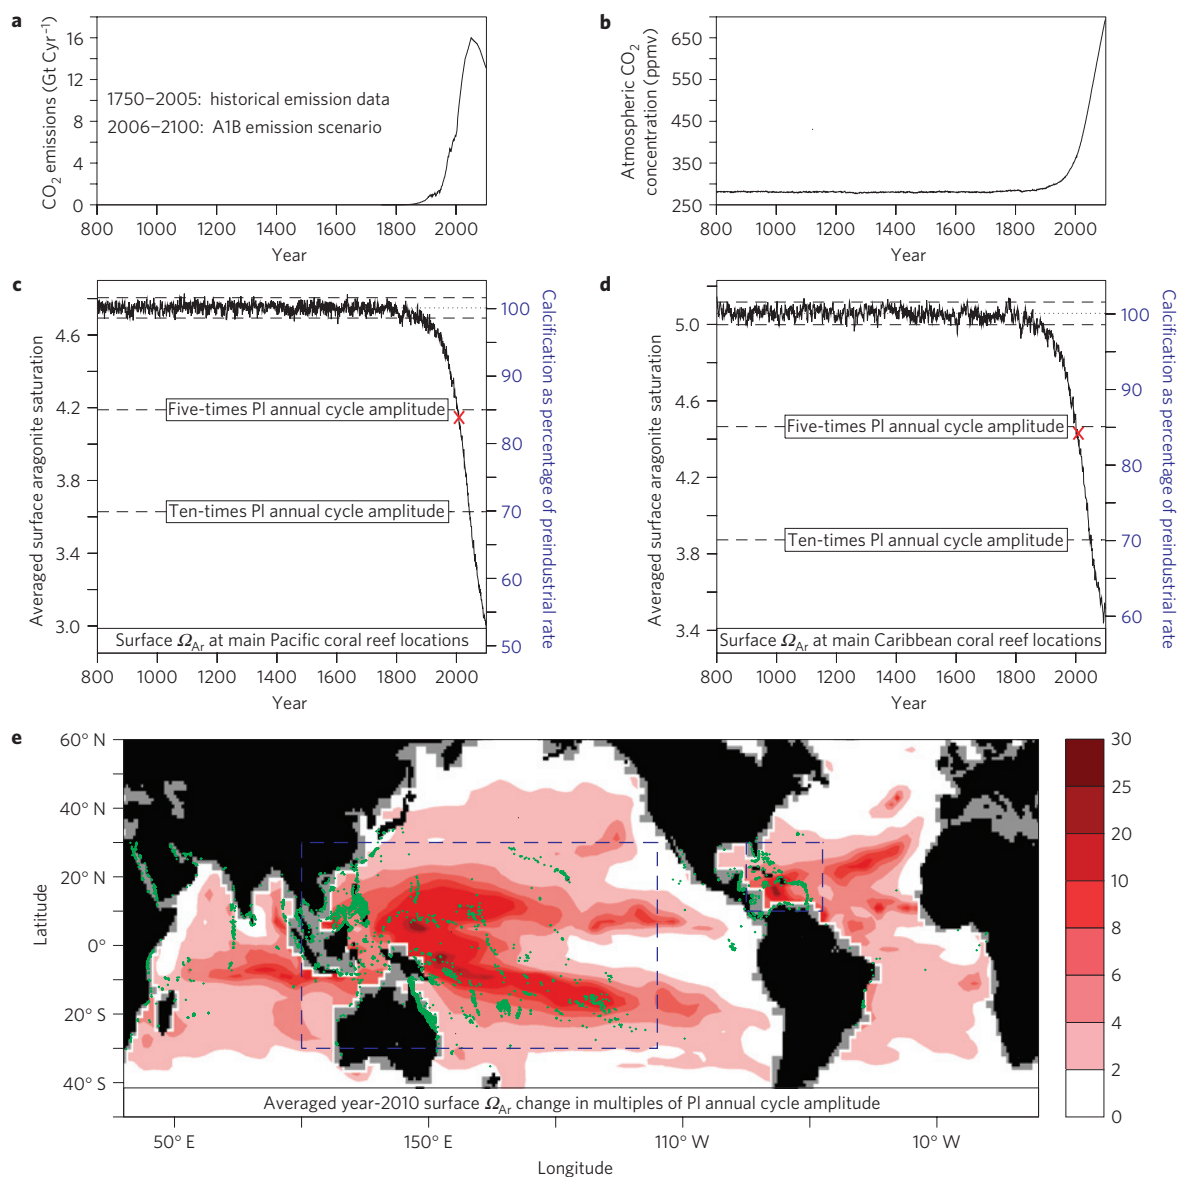 a
CO2 emissions (Gt Cyr−1)
16
12
8
4
0
1750–2005: historical emission data
2006–2100: A1B emission scenario
800 1000 1200 1400 1600 1800 2000
Year
b
Atmospheric CO2
concentration (ppmv)
650
550
450
350
250
800 1000 1200 1400 1600 1800 2000
Year
c
Averaged surface aragonite saturation
4.6
4.2
3.8
3.4
3.0
Five-times PI annual cycle amplitude
Ten-times PI annual cycle amplitude
Surface ΩAr at main Pacific coral reef locations
100
90
80
70
60
50
Calcification as percentage
of preindustrial rate
800 1000 1200 1400 1600 1800 2000
Year
d
Averaged surface aragonite saturation
5.0
4.6
4.2
3.8
3.4
Five-times PI annual cycle amplitude
Ten-times PI annual cycle amplitude
Surface ΩAr at main Caribbean coral reef locations
100
90
80
70
60
Calcification as percentage
of preindustrial rate
800 1000 1200 1400 1600 1800 2000
Year
e
Latitude
60° N
40° N
20° N
0°
20° S
40° S
Averaged year-2010 surface ΩAr change in multiples of PI annual cycle amplitude
50° E 150° E 110° W 10° W
Longitude
30
25
20
10
8
6
4
2
0